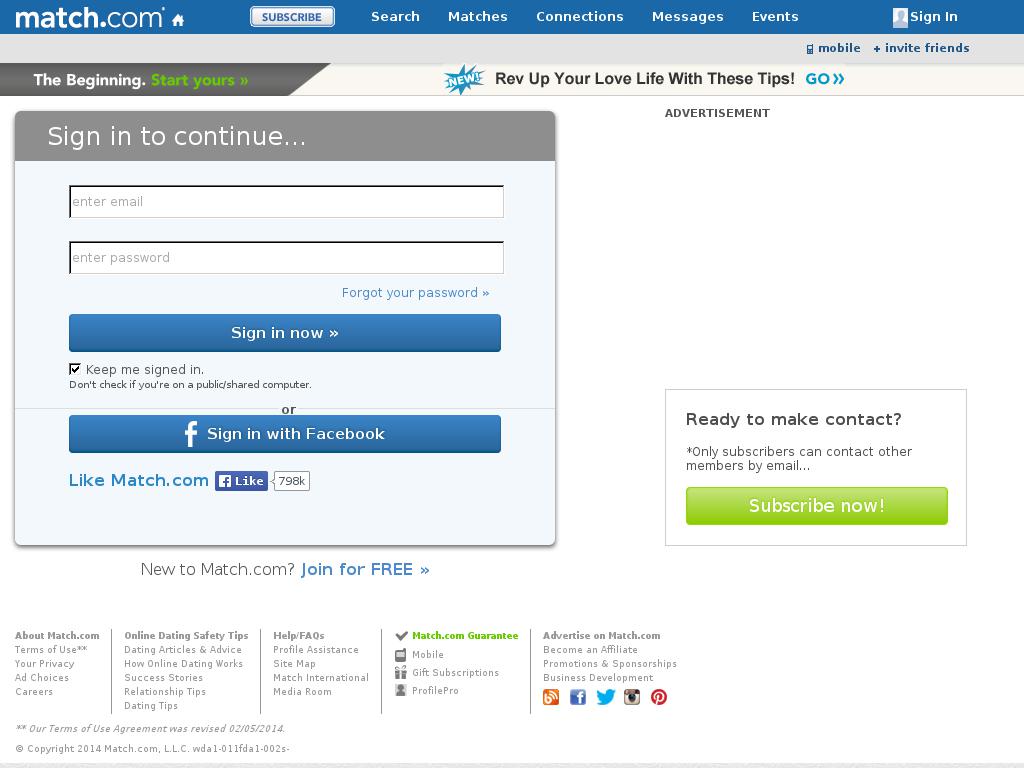 match.com
SUBSCRIBE
Search
Matches
Connections
Messages
Events
Sign In
mobile
+ invite friends
The Beginning. Start yours »
NEW!
Rev Up Your Love Life With These Tips! GO »
ADVERTISEMENT
Sign in to continue...
enter email
enter password
Forgot your password »
Sign in now »
Keep me signed in.
Don't check if you're on a public/shared computer.
or
Sign in with Facebook
Like Match.com
Like
798k
Ready to make contact?
*Only subscribers can contact other
members by email...
Subscribe now!
New to Match.com? Join for FREE »
About Match.com
Terms of Use**
Your Privacy
Ad Choices
Careers
Online Dating Safety Tips
Dating Articles & Advice
How Online Dating Works
Success Stories
Relationship Tips
Dating Tips
Help/FAQs
Profile Assistance
Site Map
Match International
Media Room
Match.com Guarantee
Mobile
Gift Subscriptions
ProfilePro
Advertise on Match.com
Become an Affiliate
Promotions & Sponsorships
Business Development
** Our Terms of Use Agreement was revised 02/05/2014.
© Copyright 2014 Match.com, L.L.C. wda1-011fda1-002s-